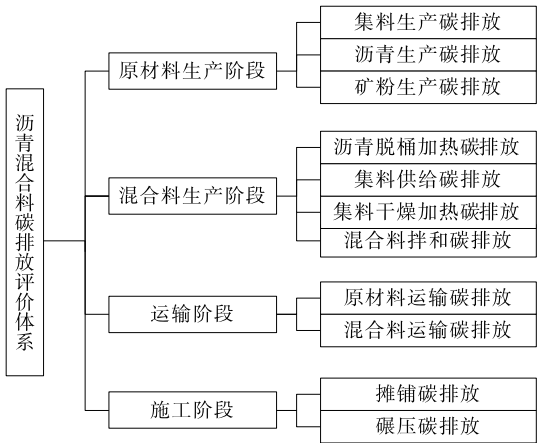 沥青混合料碳排放评价体系
原材料生产阶段
集料生产碳排放
沥青生产碳排放
矿粉生产碳排放
混合料生产阶段
沥青脱桶加热碳排放
集料供给碳排放
集料干燥加热碳排放
混合料拌和碳排放
运输阶段
原材料运输碳排放
混合料运输碳排放
施工阶段
摊铺碳排放
碾压碳排放